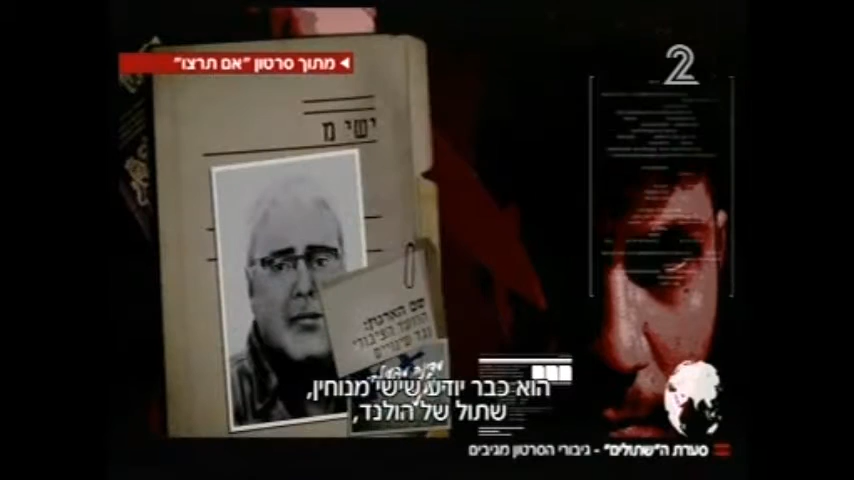 ◄ מתוך סרטון "אם תרצו"
2
ישי מ
שם הארגון:
הוועד הציבורי
נגד עינויים
הוא כבר יודע שישי מנוחין,
שתול של הולנד,
סערת ה"שתולים" - גיבורי הסרטון מגיבים